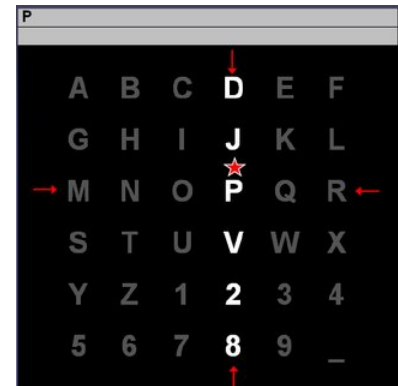 P
A B C D E F
G H I J K L
M N O P Q R
S T U V W X
Y Z 1 2 3 4
5 6 7 8 9 _